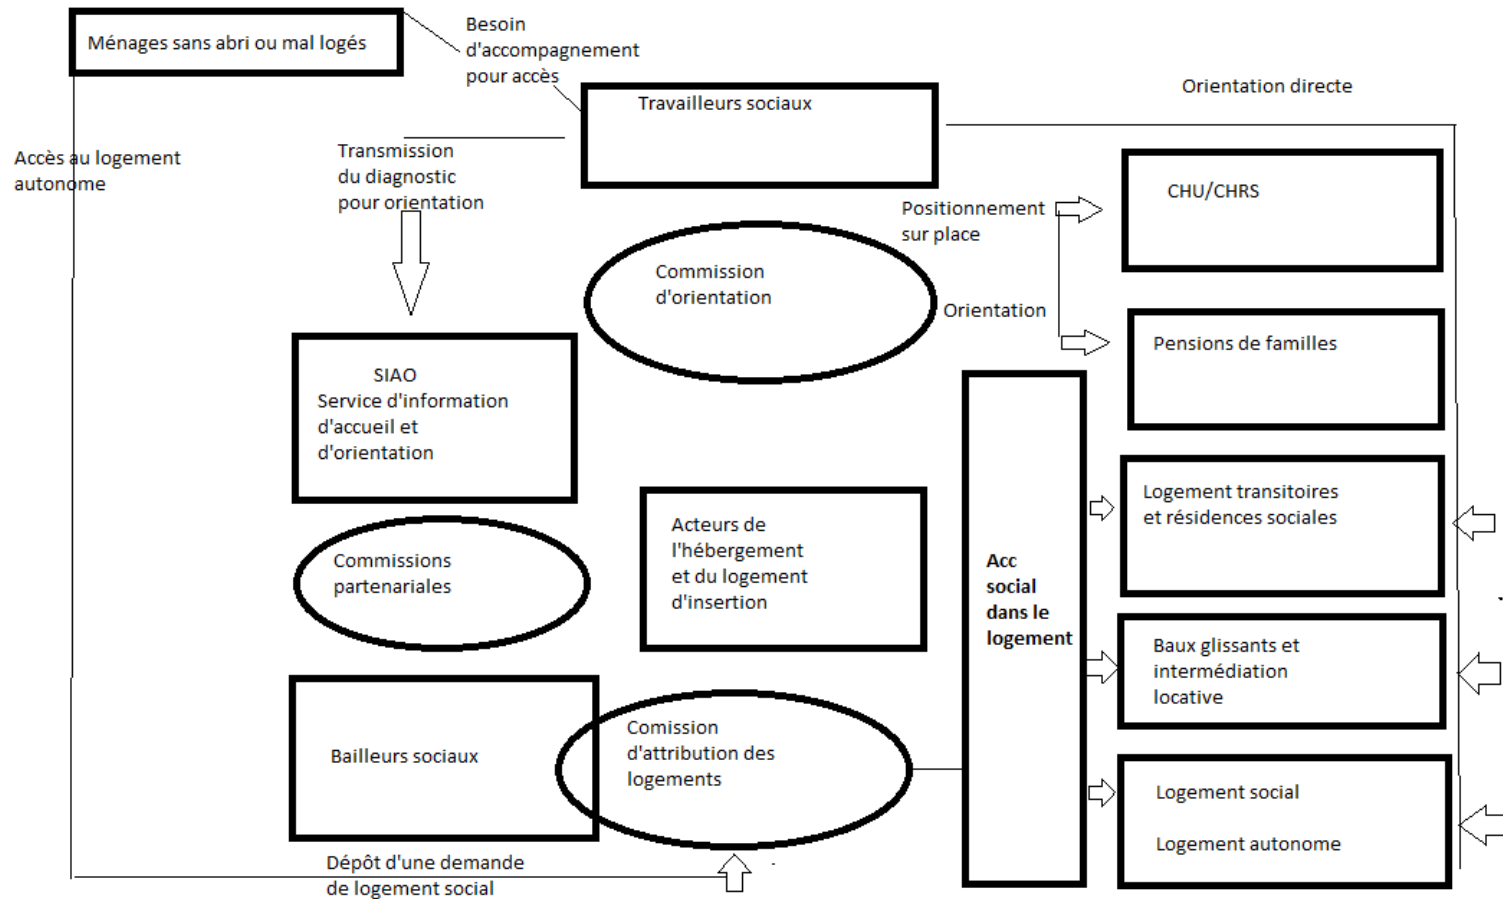 Ménages sans abri ou mal logés
Besoin
d'accompagnement
pour accès
Travailleurs sociaux
Orientation directe
Accès au logement
autonome
Transmission
du diagnostic
pour orientation
Positionnement
sur place
CHU/CHRS
Commission
d'orientation
Orientation
Pensions de familles
SIAO
Service d'information
d'accueil et
d'orientation
Logement transitoires
et résidences sociales
Acteurs de
l'hébergement
et du logement
d'insertion
Commissions
partenariales
Acc
social
dans le
logement
Baux glissants et
intermédiation
locative
Bailleurs sociaux
Comission
d'attribution des
logements
Logement social
Logement autonome
Dépôt d'une demande
de logement social